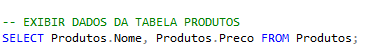 -- EXIBIR DADOS DA TABELA PRODUTOS
SELECT Produtos.Nome, Produtos.Preco FROM Produtos;